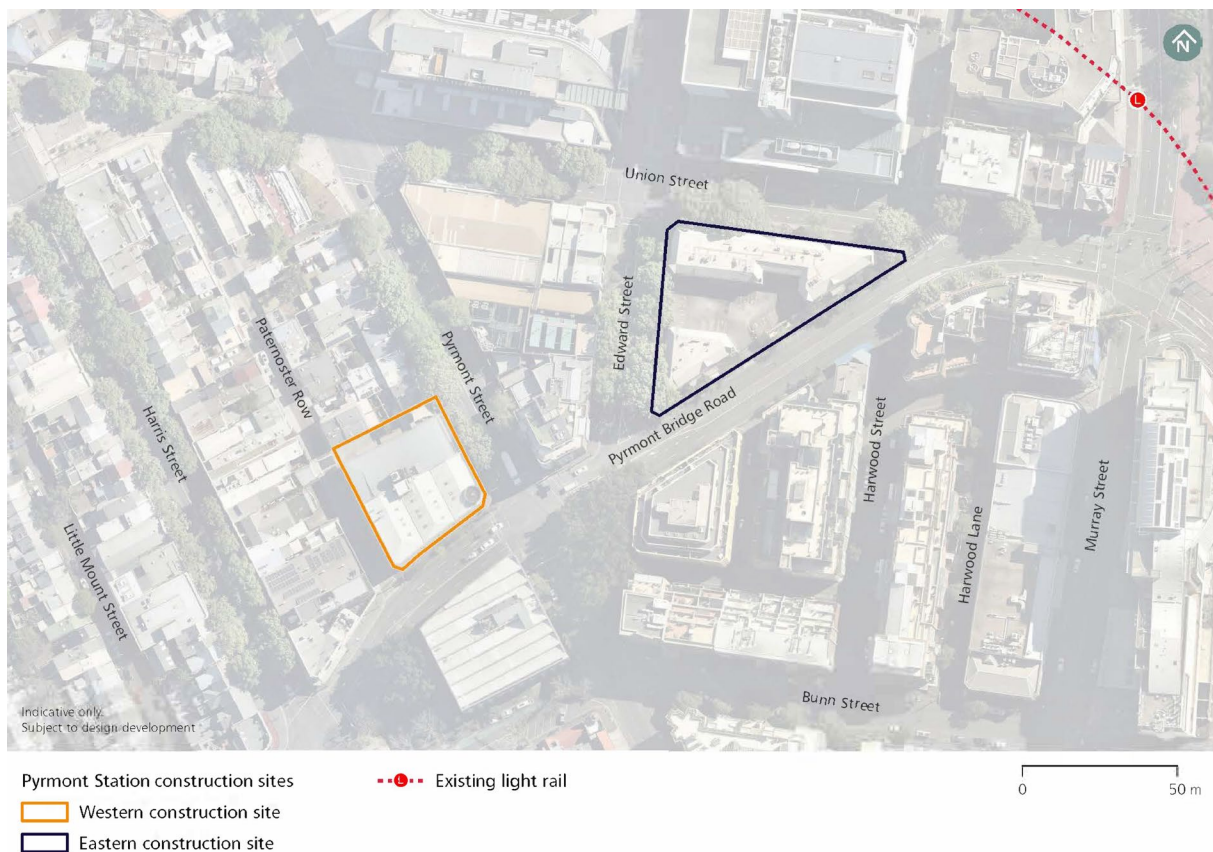 N
L
Union Street
Edward Street
Paternoster Row
Pyrmont Street
Pyrmont Bridge Road
Harris Street
Harwood Street
Little Mount Street
Harwood Lane
Murray Street
Bunn Street
Indicative only.
Subject to design development
Pyrmont Station construction sites
L Existing light rail
Western construction site
Eastern construction site
0 50 m